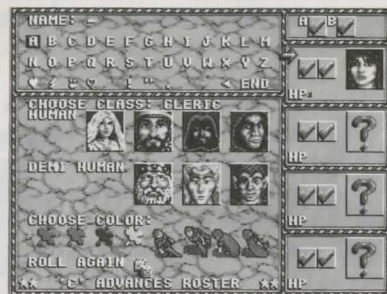 NAME: _
A B C D E F G H I J K L M
N O P Q R S T U V W X Y Z
END
CHOOSE CLASS: CLERIC
HUMAN
DEMI HUMAN
CHOOSE COLOR:
ROLL AGAIN
'C' ADVANCES ROSTER
A B
HP:
HP
HP
HP